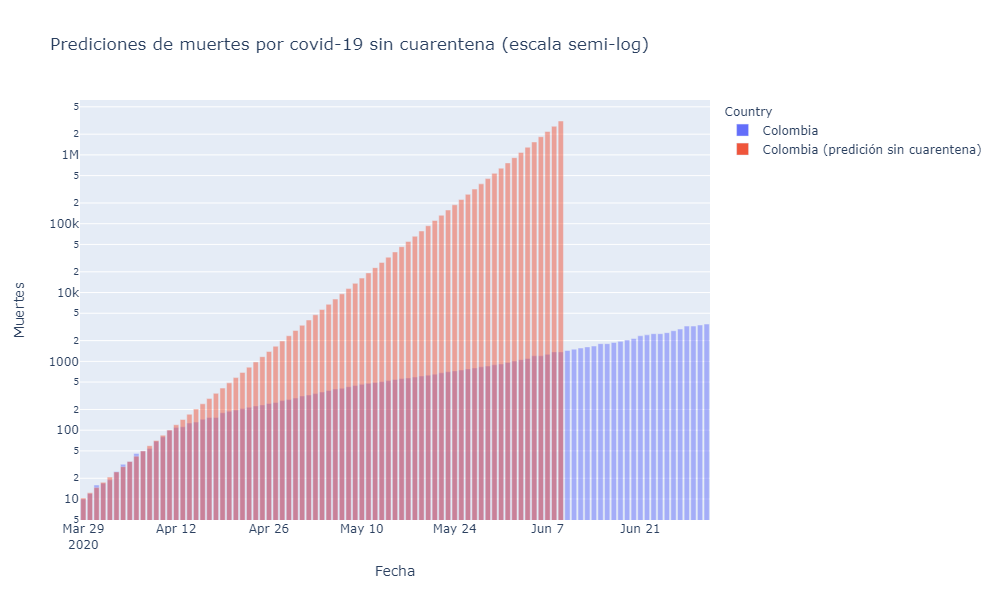 Prediciones de muertes por covid-19 sin cuarentena (escala semi-log)
Country
Colombia
Colombia (predición sin cuarentena)
Muertes
5
2
1M
5
2
100k
5
2
10k
5
2
1000
5
2
100
5
2
10
5
Mar 29
2020
Apr 12
Apr 26
May 10
May 24
Jun 7
Jun 21
Fecha